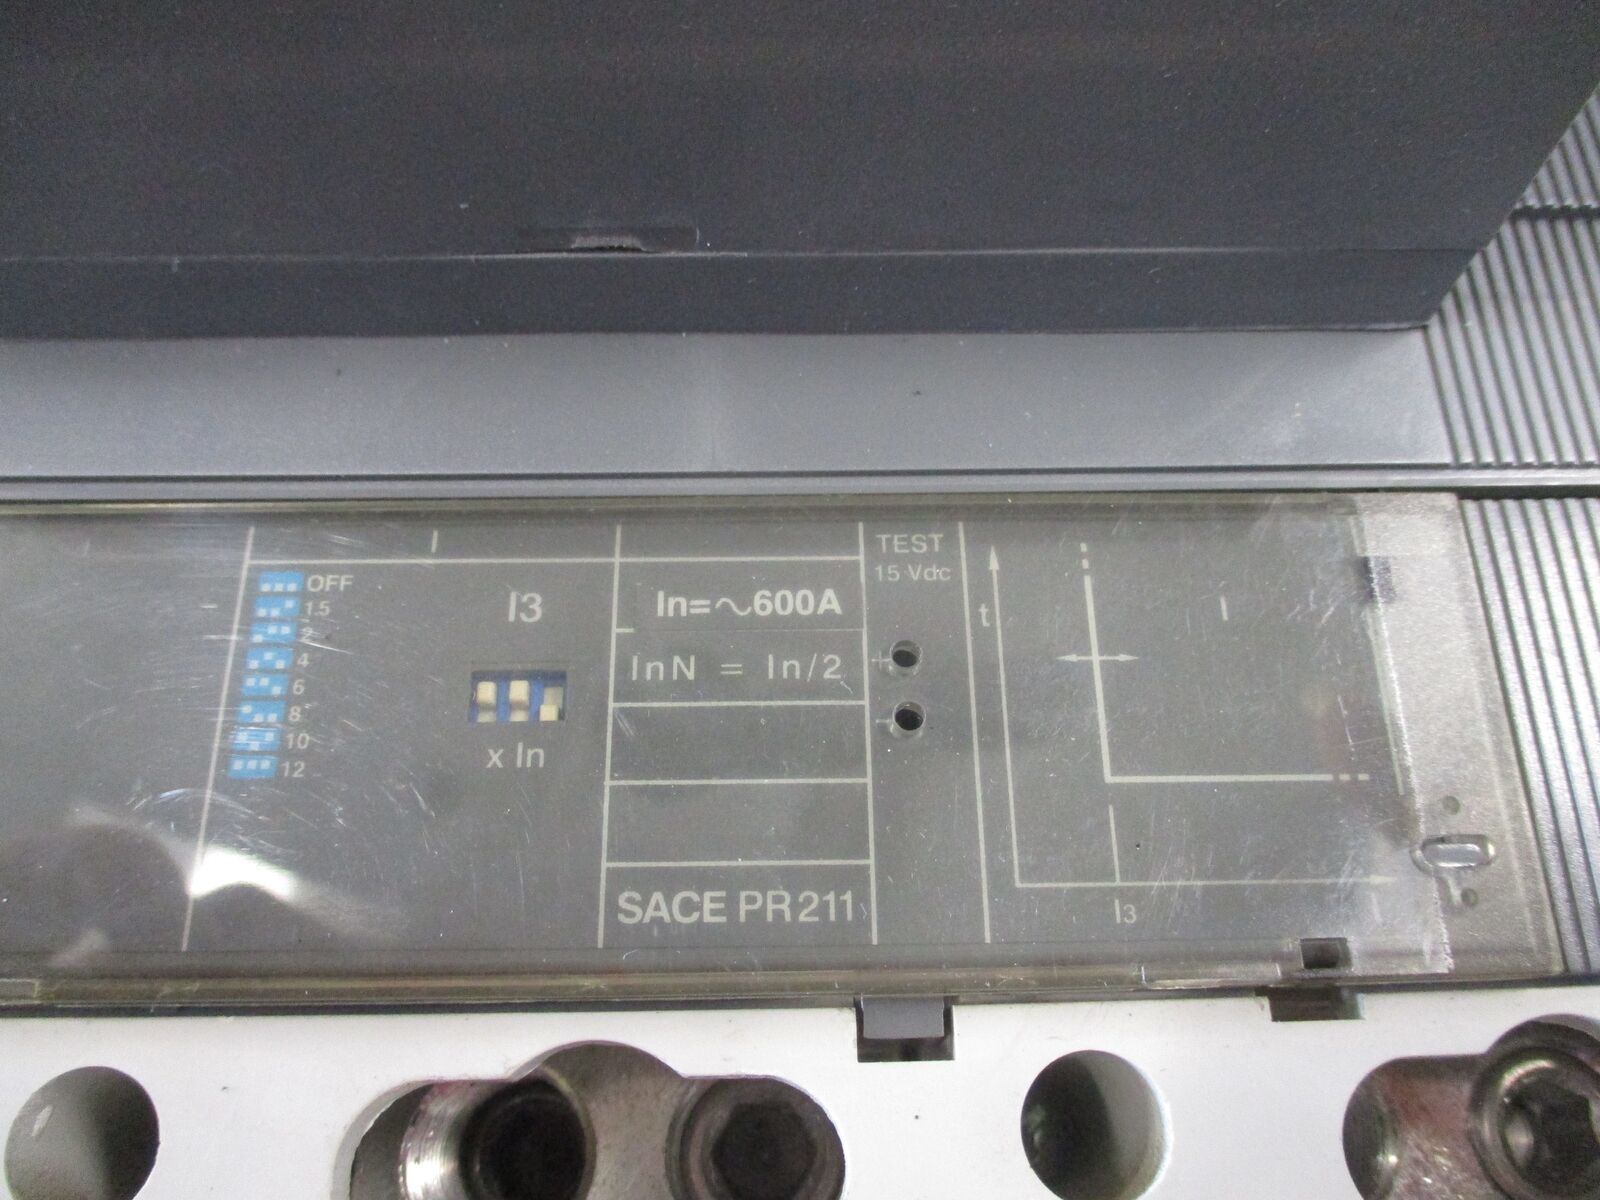 I
OFF
1.5
2
4
6
8
10
12
I3
x In
In=~600A
InN = In/2
SACE PR211
TEST
15 Vdc
+
-
t
I
I3